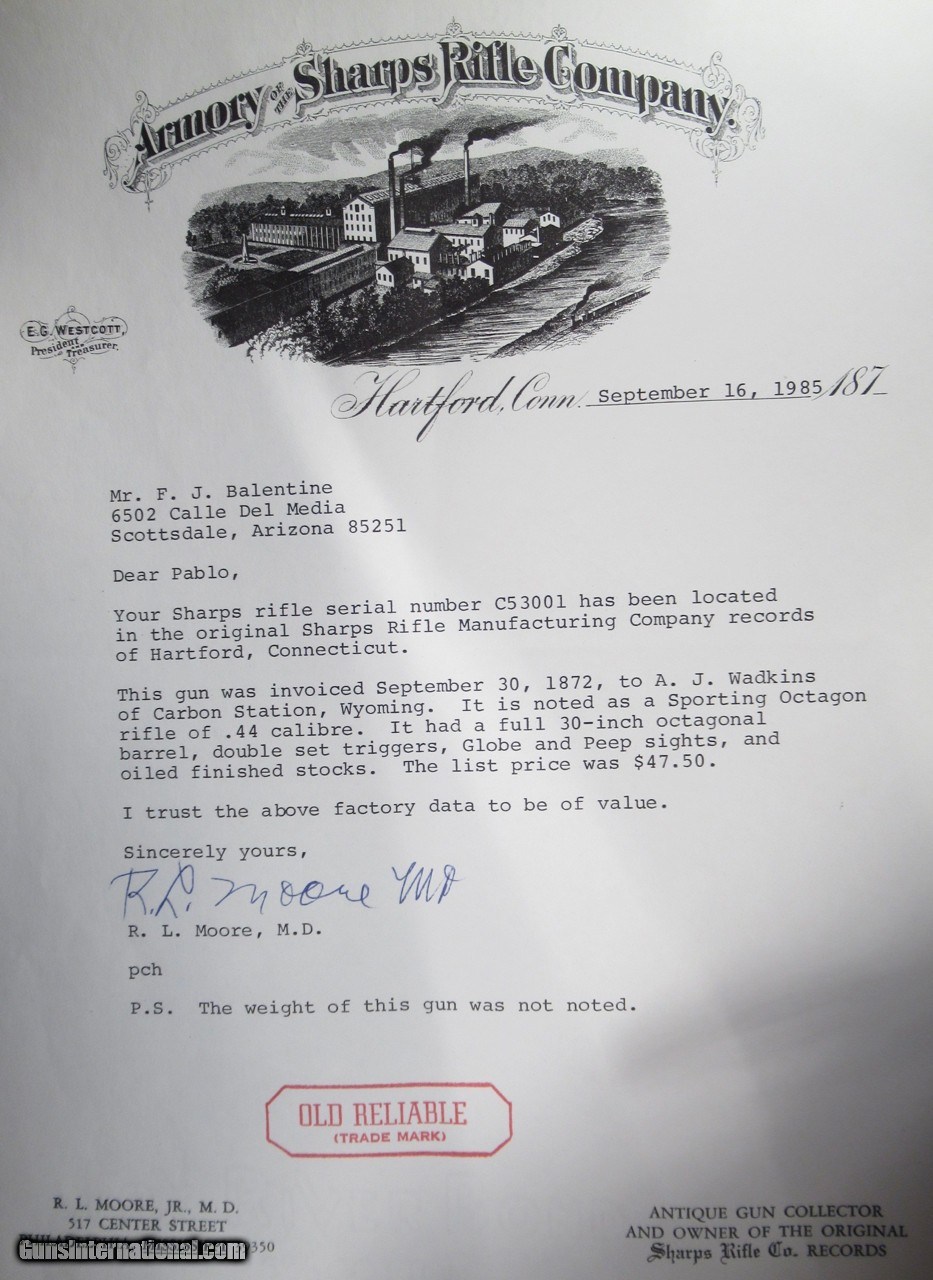 Armory OF THE Sharps Rifle Company.
E.G. WESTCOTT,
President
Treasurer.
Hartford, Conn. September 16, 1985 187_
Mr. F. J. Balentine
6502 Calle Del Media
Scottsdale, Arizona 85251
Dear Pablo,
Your Sharps rifle serial number C53001 has been located
in the original Sharps Rifle Manufacturing Company records
of Hartford, Connecticut.
This gun was invoiced September 30, 1872, to A. J. Wadkins
of Carbon Station, Wyoming.  It is noted as a Sporting Octagon
rifle of .44 calibre.  It had a full 30-inch octagonal
barrel, double set triggers, Globe and Peep sights, and
oiled finished stocks.  The list price was $47.50.
I trust the above factory data to be of value.
Sincerely yours,
R. L. Moore MD
R. L. Moore, M.D.
pch
P.S.  The weight of this gun was not noted.
OLD RELIABLE
(TRADE MARK)
R. L. MOORE, JR., M. D.
517 CENTER STREET
350
GunsInternational.com
ANTIQUE GUN COLLECTOR
AND OWNER OF THE ORIGINAL
Sharps Rifle Co. RECORDS